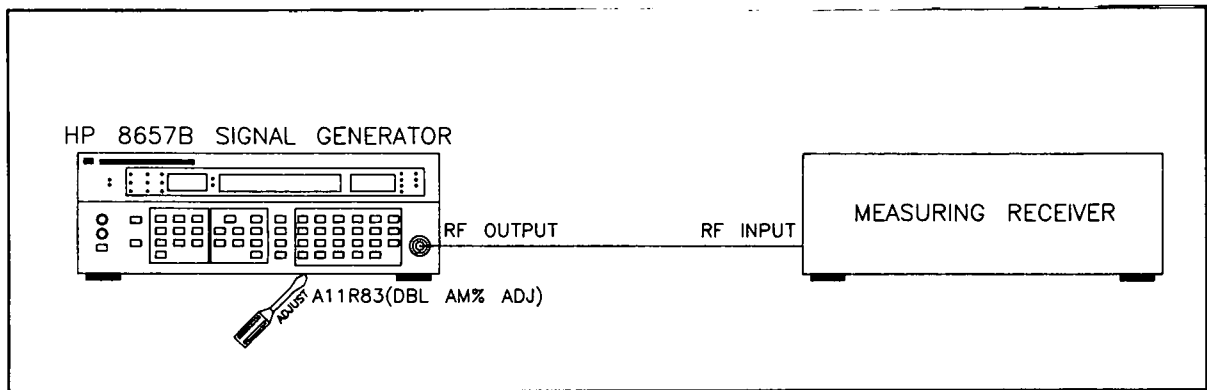 HP 8657B SIGNAL GENERATOR
RF OUTPUT
RF INPUT
MEASURING RECEIVER
ADJUST
A11R83(DBL AM% ADJ)